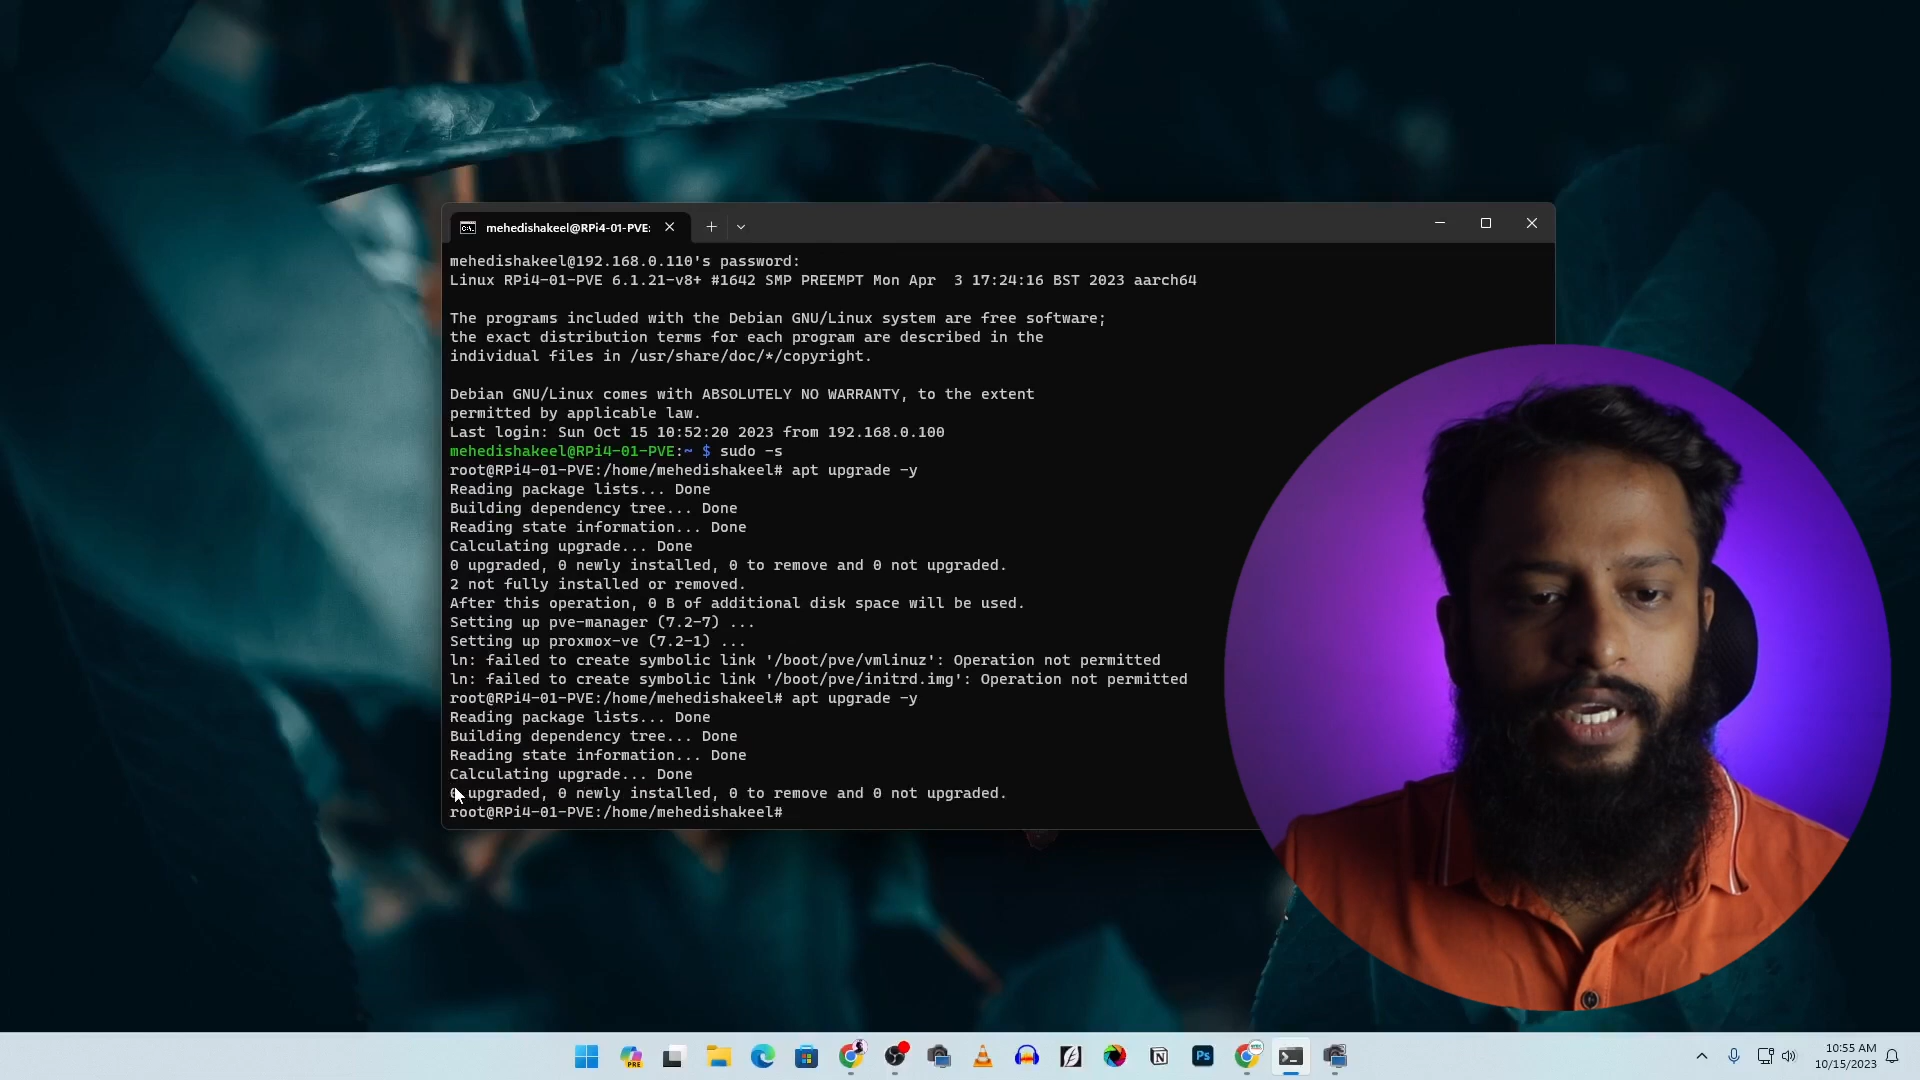 mehedishakeel@RPi4-01-PVE:
mehedishakeel@192.168.0.110's password:
Linux RPi4-01-PVE 6.1.21-v8+ #1642 SMP PREEMPT Mon Apr  3 17:24:16 BST 2023 aarch64
The programs included with the Debian GNU/Linux system are free software;
the exact distribution terms for each program are described in the
individual files in /usr/share/doc/*/copyright.
Debian GNU/Linux comes with ABSOLUTELY NO WARRANTY, to the extent
permitted by applicable law.
Last login: Sun Oct 15 10:52:20 2023 from 192.168.0.100
mehedishakeel@RPi4-01-PVE:~ $ sudo -s
root@RPi4-01-PVE:/home/mehedishakeel# apt upgrade -y
Reading package lists... Done
Building dependency tree... Done
Reading state information... Done
Calculating upgrade... Done
0 upgraded, 0 newly installed, 0 to remove and 0 not upgraded.
2 not fully installed or removed.
After this operation, 0 B of additional disk space will be used.
Setting up pve-manager (7.2-7) ...
Setting up proxmox-ve (7.2-1) ...
ln: failed to create symbolic link '/boot/pve/vmlinuz': Operation not permitted
ln: failed to create symbolic link '/boot/pve/initrd.img': Operation not permitted
root@RPi4-01-PVE:/home/mehedishakeel# apt upgrade -y
Reading package lists... Done
Building dependency tree... Done
Reading state information... Done
Calculating upgrade... Done
0 upgraded, 0 newly installed, 0 to remove and 0 not upgraded.
root@RPi4-01-PVE:/home/mehedishakeel#
PRE
Ps
10:55 AM
10/15/2023